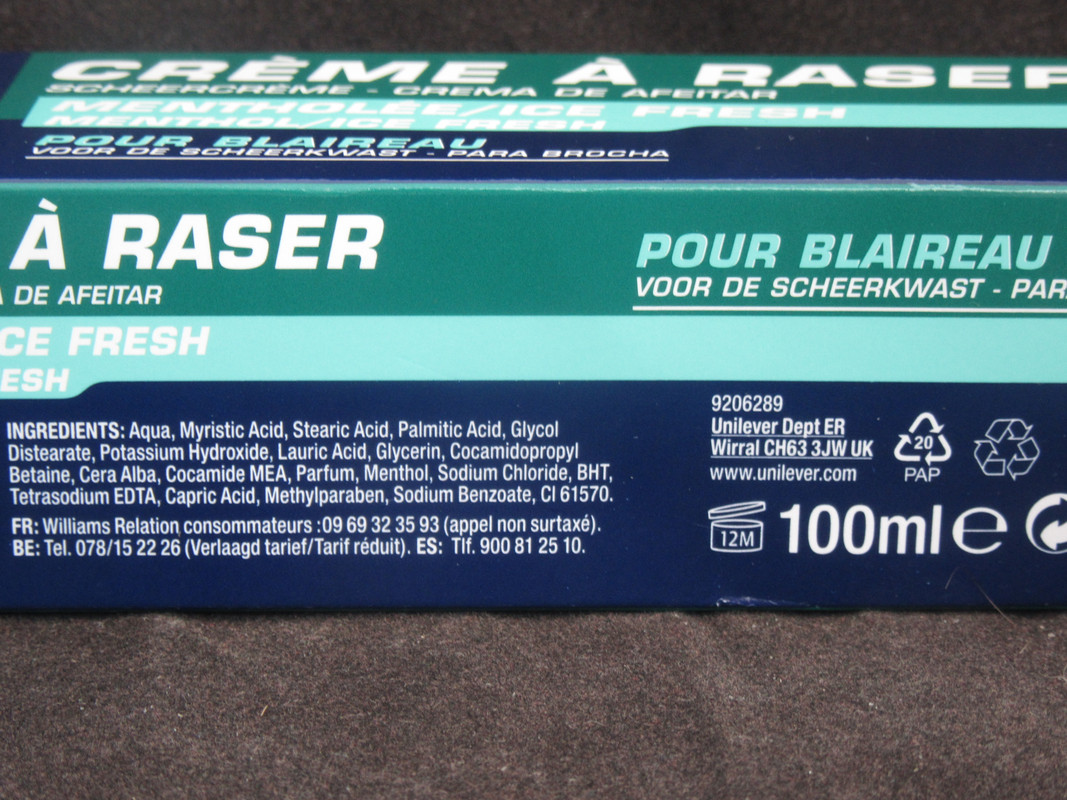 CRÈME À RASER
SCHEERCRÈME - CREMA DE AFEITAR
MENTHOLÉE/ICE FRESH
MENTHOL/ICE FRESH
POUR BLAIREAU
VOOR DE SCHEERKWAST - PARA BROCHA
À RASER
DE AFEITAR
CE FRESH
ESH
POUR BLAIREAU
VOOR DE SCHEERKWAST - PAR
INGREDIENTS: Aqua, Myristic Acid, Stearic Acid, Palmitic Acid, Glycol
Distearate, Potassium Hydroxide, Lauric Acid, Glycerin, Cocamidopropyl
Betaine, Cera Alba, Cocamide MEA, Parfum, Menthol, Sodium Chloride, BHT,
Tetrasodium EDTA, Capric Acid, Methylparaben, Sodium Benzoate, CI 61570.
FR: Williams Relation consommateurs :09 69 32 35 93 (appel non surtaxé).
BE: Tel. 078/15 22 26 (Verlaagd tarief/Tarif réduit). ES: Tlf. 900 81 25 10.
9206289
Unilever Dept ER
Wirral CH63 3JW UK
www.unilever.com
20
PAP
12M
100ml e